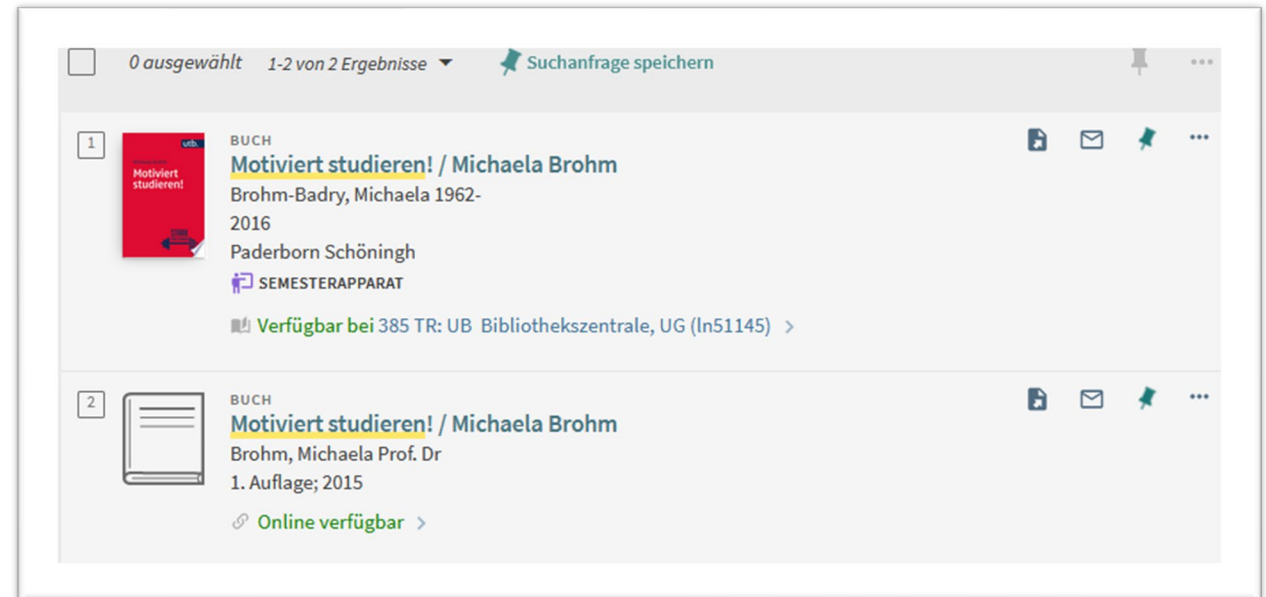 0 ausgewählt 1-2 von 2 Ergebnisse Suchanfrage speichern
1
utb.
Motiviert
studieren!
BUCH
Motiviert studieren! / Michaela Brohm
Brohm-Badry, Michaela 1962-
2016
Paderborn Schöningh
SEMESTERAPPARAT
Verfügbar bei 385 TR: UB Bibliothekszentrale, UG (ln51145)
2
BUCH
Motiviert studieren! / Michaela Brohm
Brohm, Michaela Prof. Dr
1. Auflage; 2015
Online verfügbar